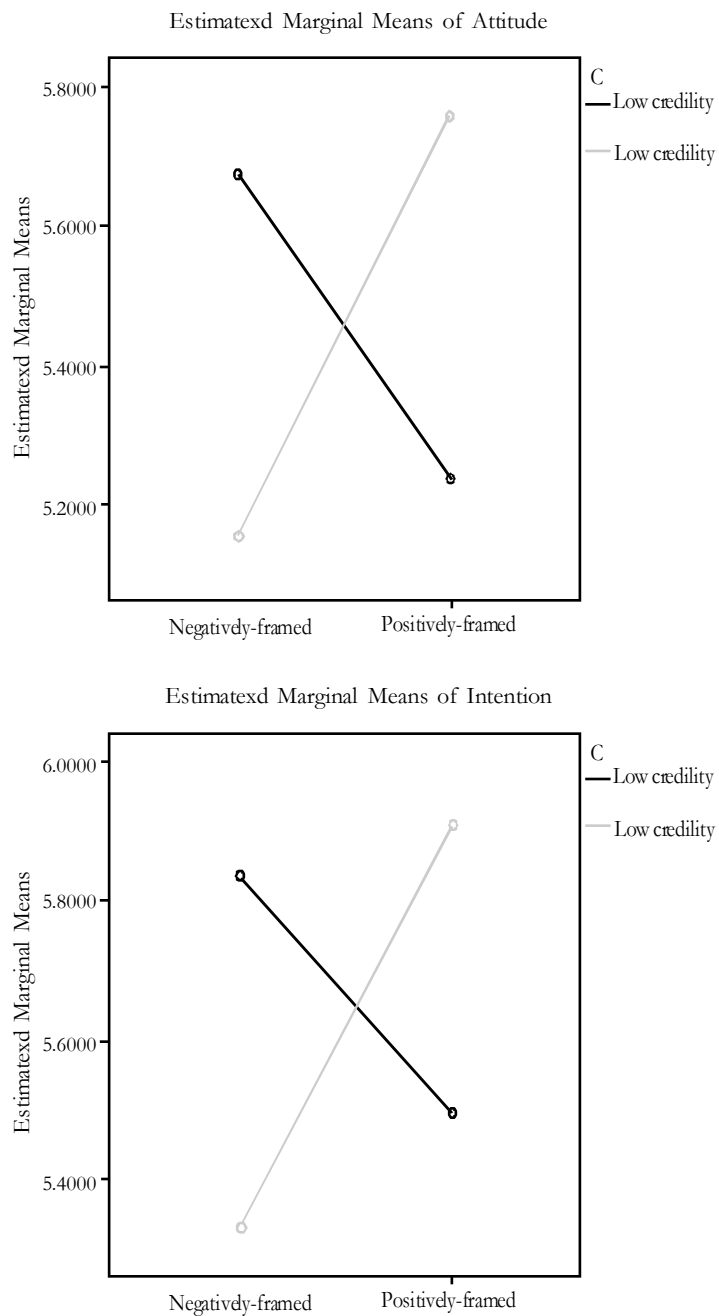 Estimatexd Marginal Means of Attitude
C
Low credility
Low credility
Estimatexd Marginal Means
5.8000
5.6000
5.4000
5.2000
Negatively-framed
Positively-framed
Estimatexd Marginal Means of Intention
C
Low credility
Low credility
Estimatexd Marginal Means
6.0000
5.8000
5.6000
5.4000
Negatively-framed
Positively-framed